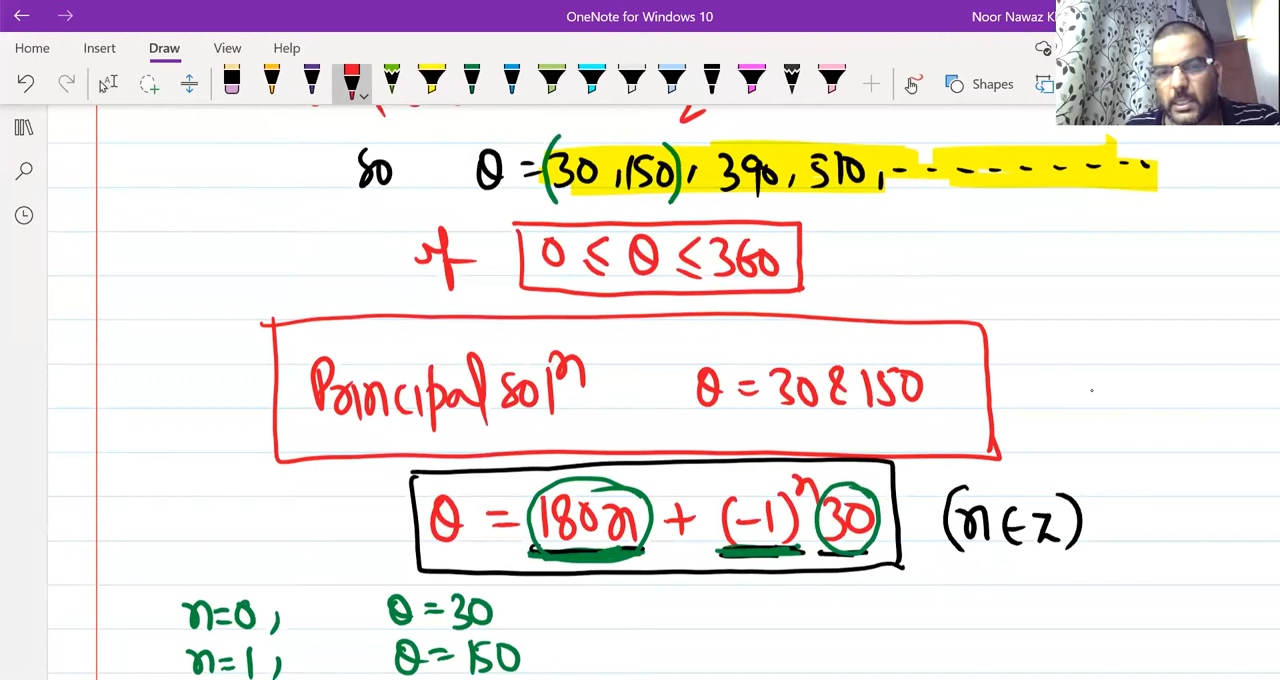 OneNote for Windows 10
Noor Nawaz K
Home Insert Draw View Help
Shapes
so θ = (30, 150), 390, 510, - - - - - - - - -
if 0 ≤ θ ≤ 360
Principal solⁿ θ = 30 & 150
θ = 180n + (-1)ⁿ 30 (n ∈ z)
n=0, θ = 30
n=1, θ = 150